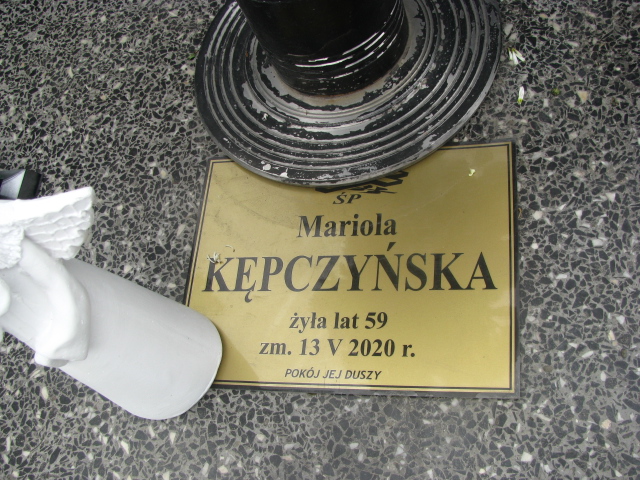 ŚP
Mariola
KĘPCZYŃSKA
żyła lat 59
zm. 13 V 2020 r.
POKÓJ JEJ DUSZY